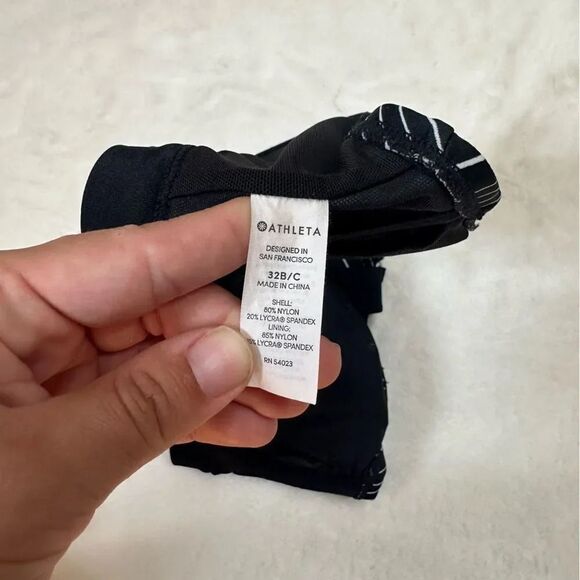 ATHLETA
DESIGNED IN
SAN FRANCISCO
32B/C
MADE IN CHINA
SHELL:
80% NYLON
20% LYCRA® SPANDEX
LINING:
85% NYLON
5% LYCRA® SPANDEX
RN 54023